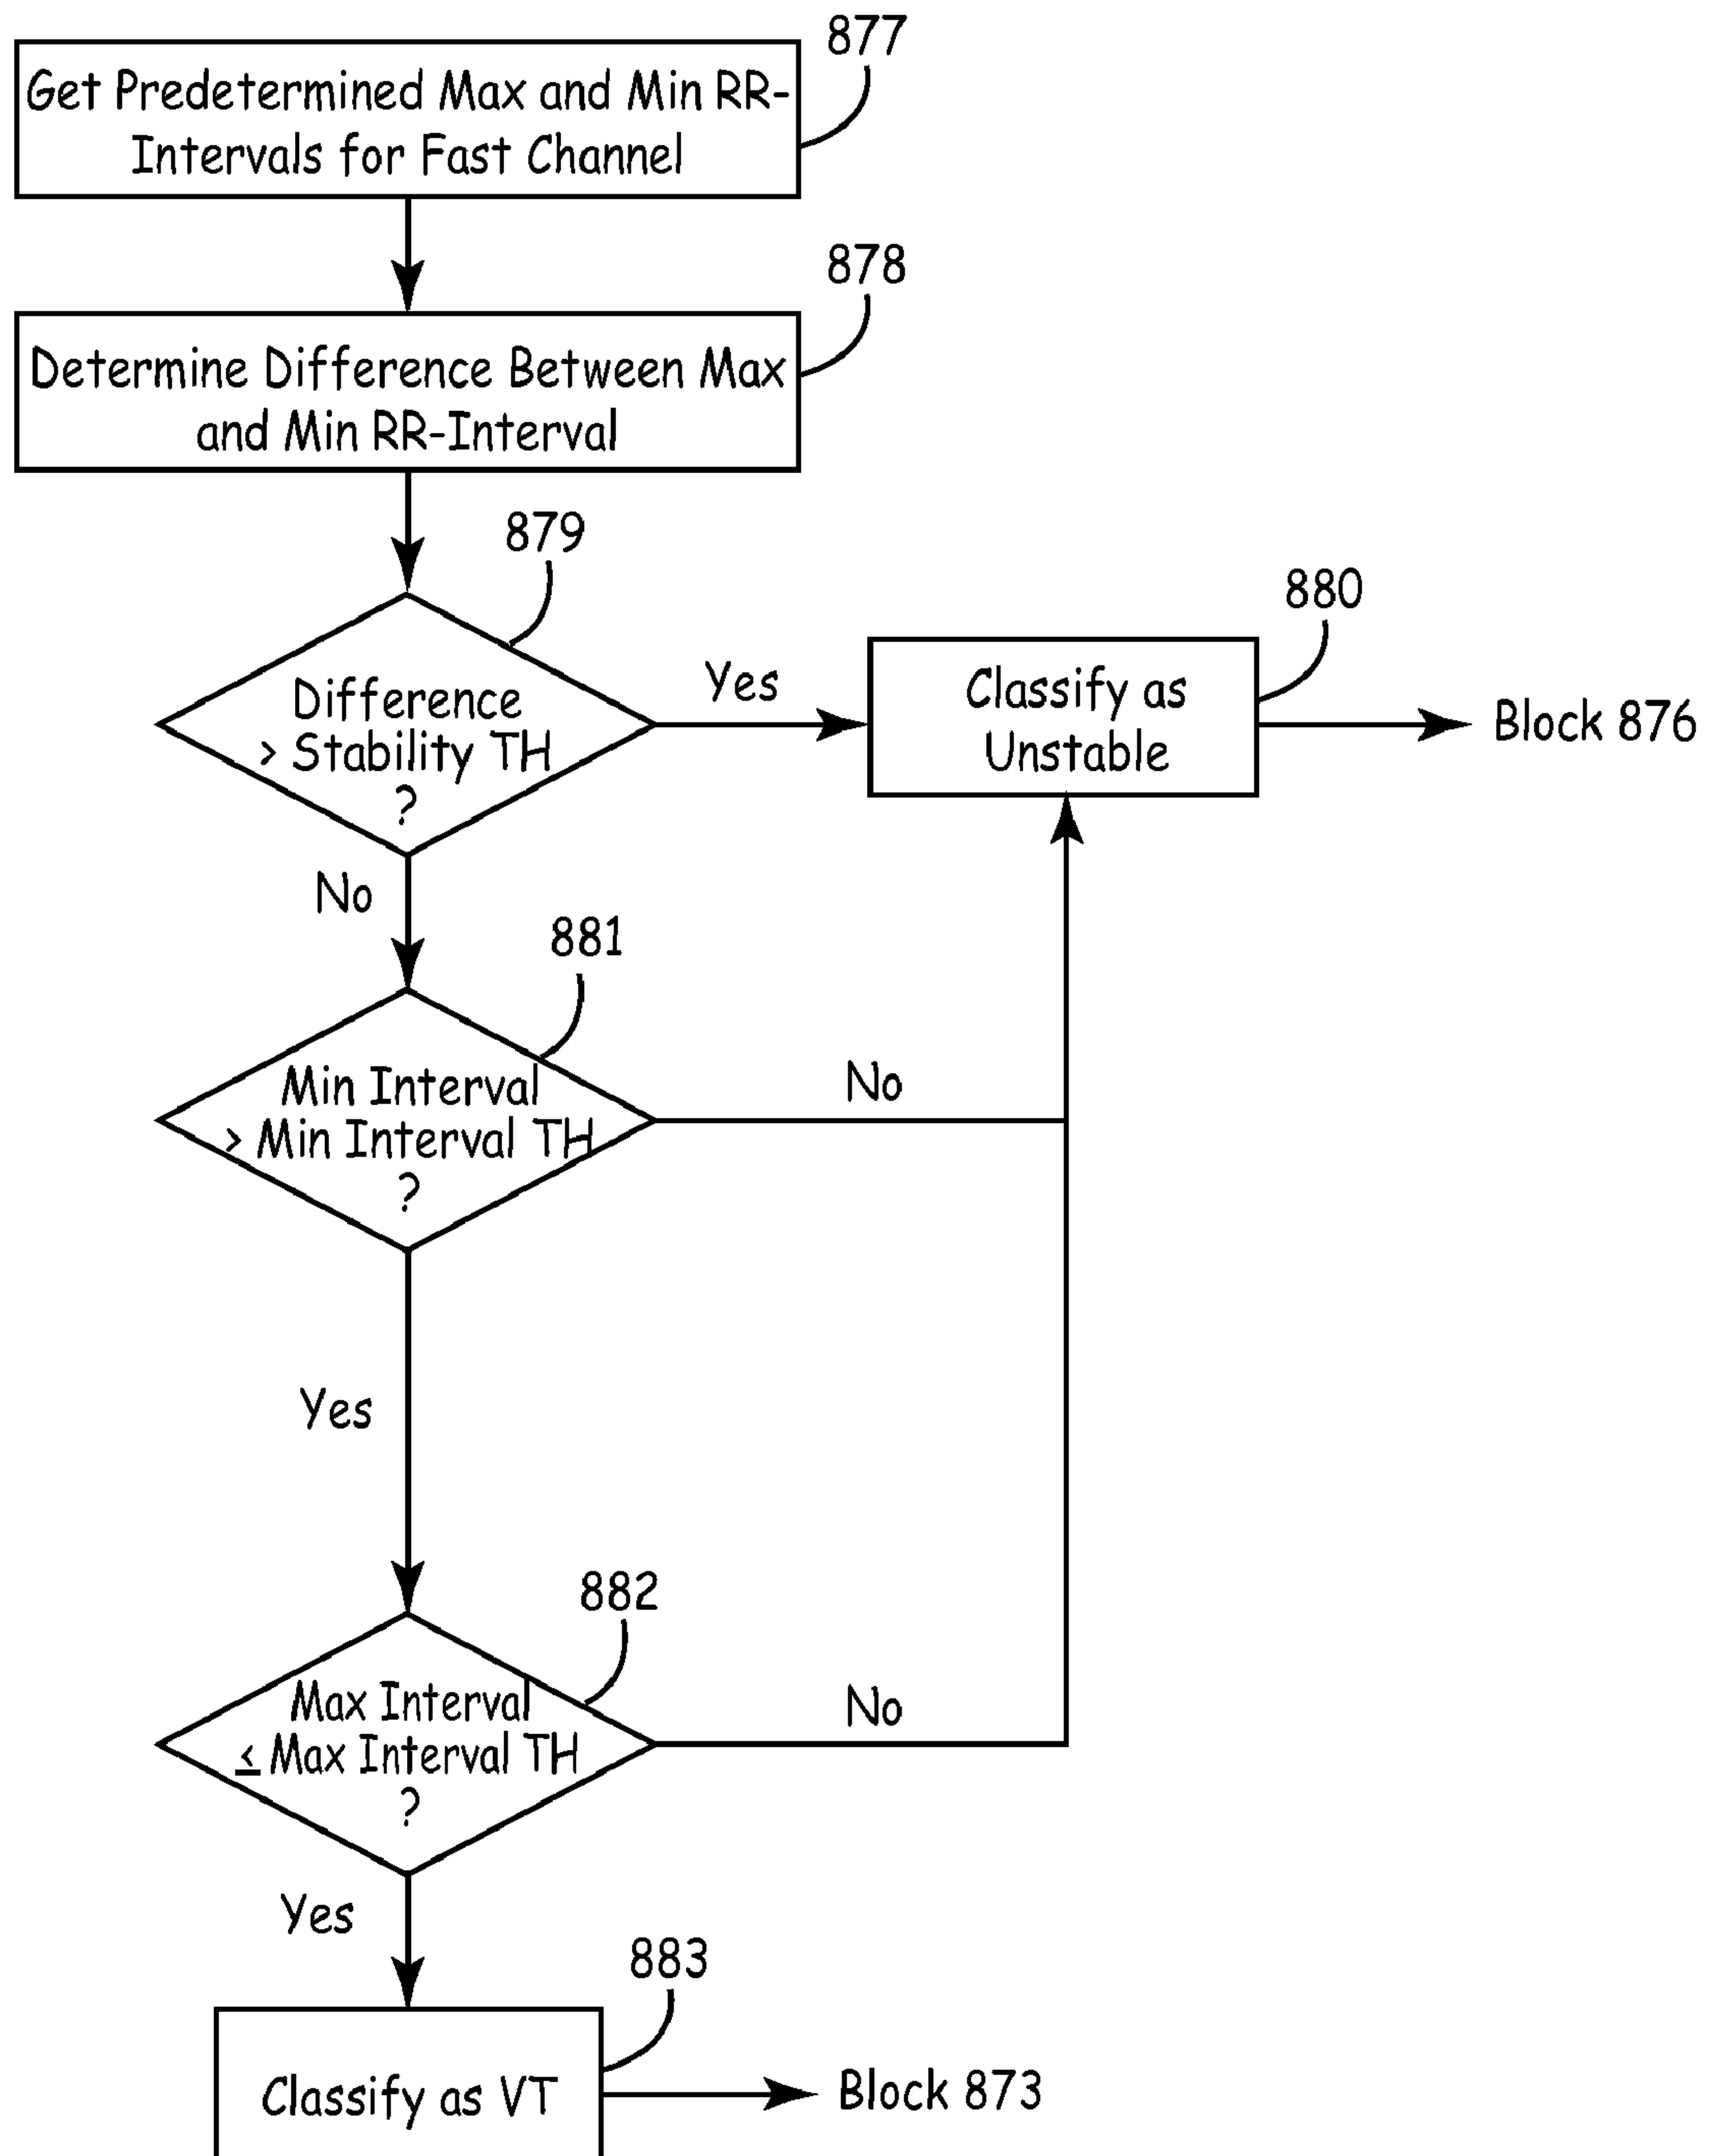 877
Get Predetermined Max and Min RR-
Intervals for Fast Channel
878
Determine Difference Between Max
and Min RR-Interval
879
Difference
> Stability TH
?
Yes
880
Classify as
Unstable
Block 876
No
881
Min Interval
> Min Interval TH
?
No
Yes
882
Max Interval
≤ Max Interval TH
?
No
Yes
883
Classify as VT
Block 873